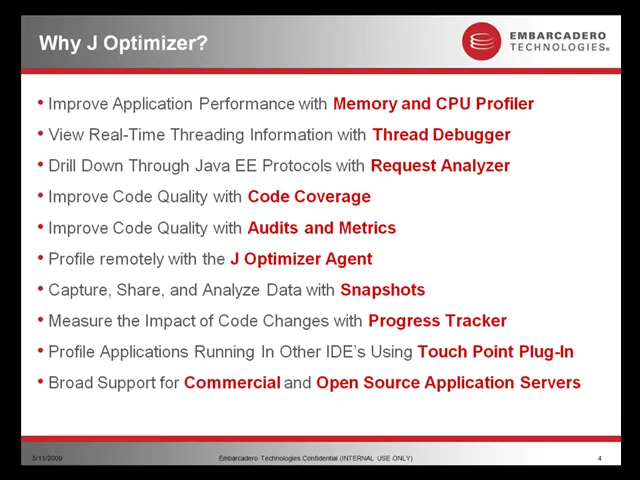 Why J Optimizer?
EMBARCADERO
TECHNOLOGIES®
• Improve Application Performance with Memory and CPU Profiler
• View Real-Time Threading Information with Thread Debugger
• Drill Down Through Java EE Protocols with Request Analyzer
• Improve Code Quality with Code Coverage
• Improve Code Quality with Audits and Metrics
• Profile remotely with the J Optimizer Agent
• Capture, Share, and Analyze Data with Snapshots
• Measure the Impact of Code Changes with Progress Tracker
• Profile Applications Running In Other IDE's Using Touch Point Plug-In
• Broad Support for Commercial and Open Source Application Servers
5/11/2009
Embarcadero Technologies Confidential (INTERNAL USE ONLY)
4